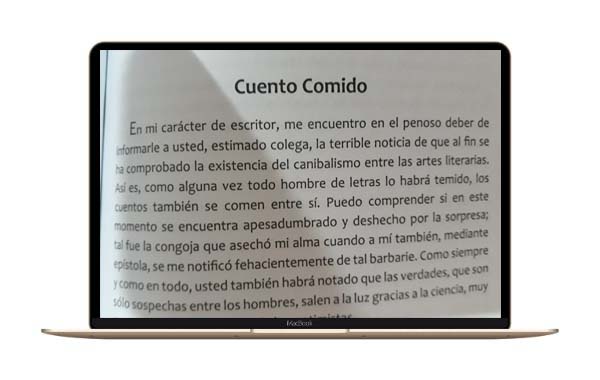 Cuento Comido
En mi carácter de escritor, me encuentro en el penoso deber de
informarle a usted, estimado colega, la terrible noticia de que al fin se
ha comprobado la existencia del canibalismo entre las artes literarias.
Así es, como alguna vez todo hombre de letras lo habrá temido, los
cuentos también se comen entre sí. Puedo comprender si en este
momento se encuentra apesadumbrado y deshecho por la sorpresa;
tal fue la congoja que asechó mi alma cuando a mí también, mediante
epístola, se me notificó fehacientemente de tal barbarie. Como siempre
y como en todo, usted también habrá notado que las verdades, que son
sólo sospechas entre los hombres, salen a la luz gracias a la ciencia, muy
MacBook